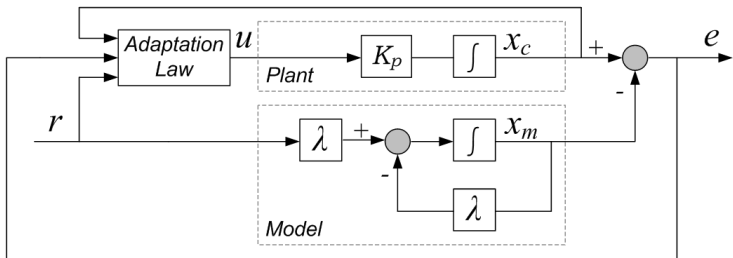 Adaptation
Law
u
K_p
∫
x_c
+
-
e
Plant
r
λ
+
-
∫
x_m
λ
Model